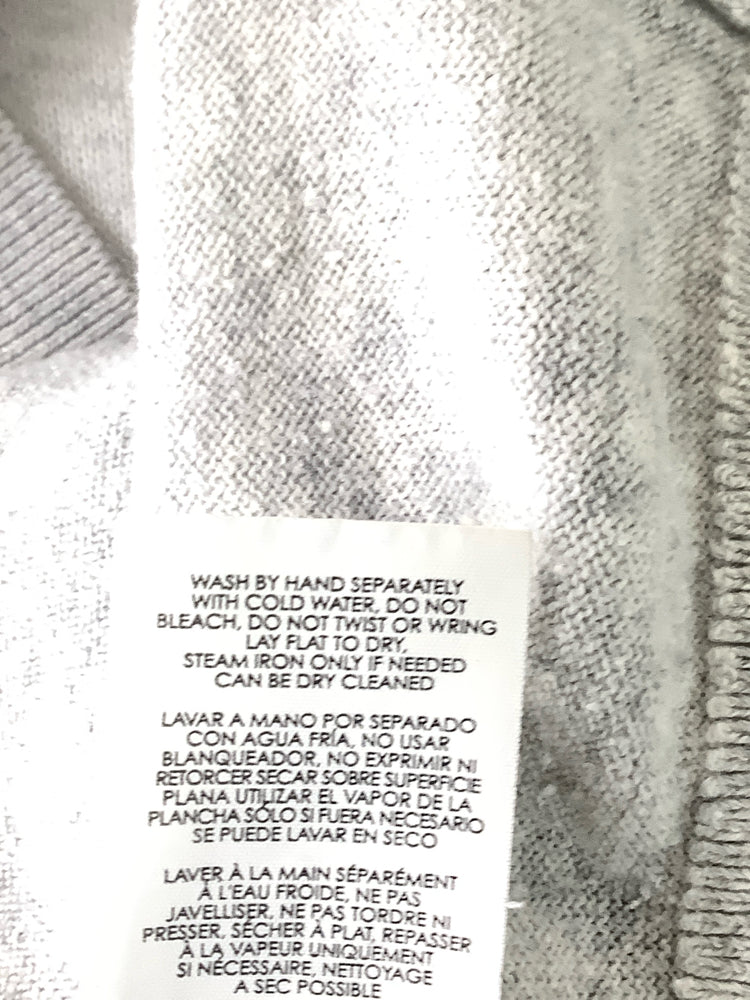 WASH BY HAND SEPARATELY
WITH COLD WATER, DO NOT
BLEACH, DO NOT TWIST OR WRING
LAY FLAT TO DRY,
STEAM IRON ONLY IF NEEDED
CAN BE DRY CLEANED
LAVAR A MANO POR SEPARADO
CON AGUA FRÍA, NO USAR
BLANQUEADOR, NO EXPRIMIR NI
RETORCER SECAR SOBRE SUPERFICIE
PLANA UTILIZAR EL VAPOR DE LA
PLANCHA SÓLO SI FUERA NECESARIO
SE PUEDE LAVAR EN SECO
LAVER À LA MAIN SÉPARÉMENT
À L'EAU FROIDE, NE PAS
JAVELLISER, NE PAS TORDRE NI
PRESSER, SÉCHER À PLAT, REPASSER
À LA VAPEUR UNIQUEMENT
SI NÉCESSAIRE, NETTOYAGE
A SEC POSSIBLE